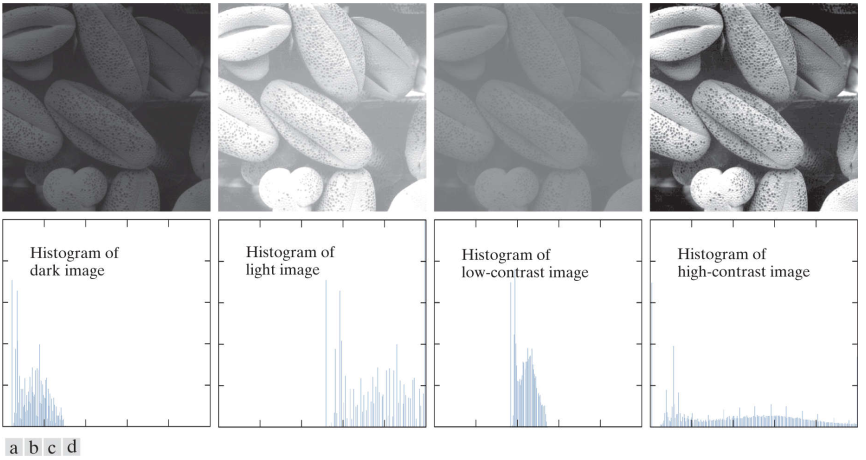 Histogram of
dark image
Histogram of
light image
Histogram of
low-contrast image
Histogram of
high-contrast image
a b c d